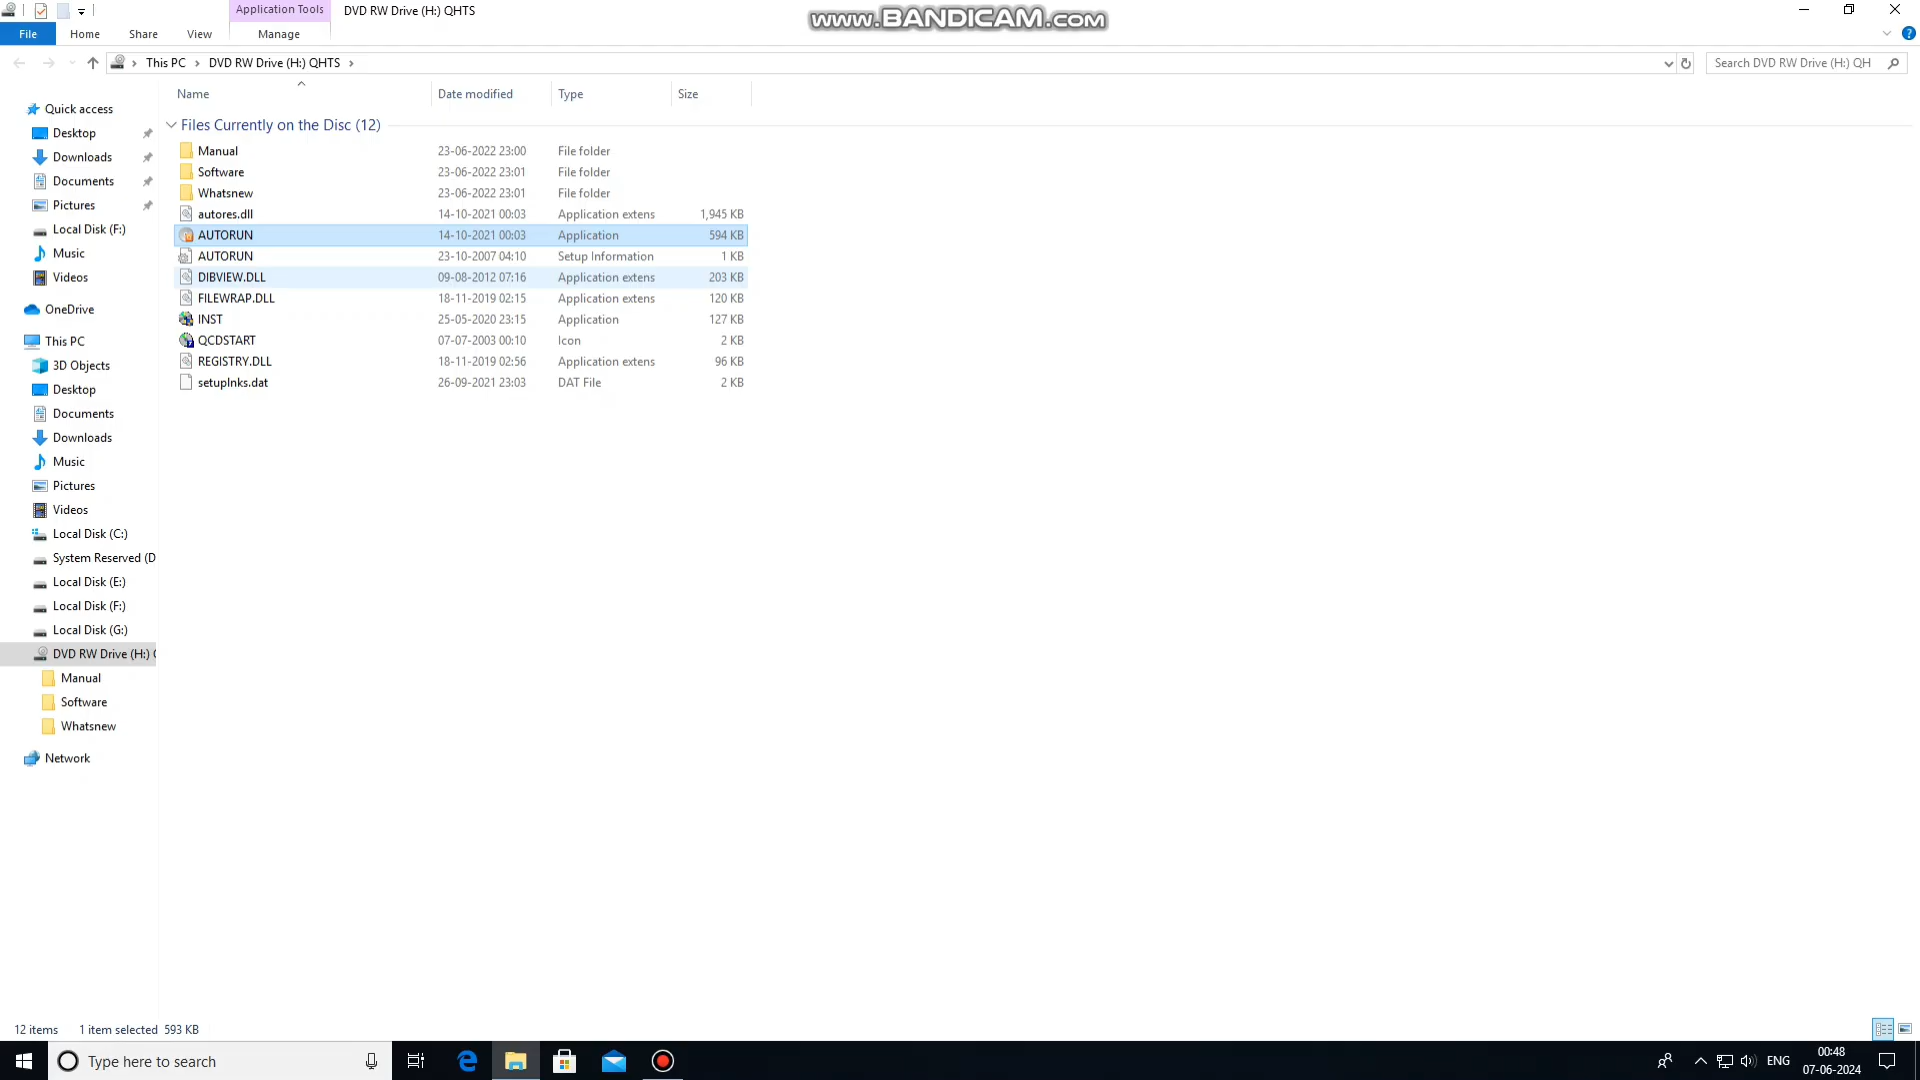 Application Tools
DVD RW Drive (H:) QHTS
www.BANDICAM.com
File
Home
Share
View
Manage
This PC
DVD RW Drive (H:) QHTS
Search DVD RW Drive (H:) QH
Name
Date modified
Type
Size
Files Currently on the Disc (12)
Manual 23-06-2022 23:00 File folder
Software 23-06-2022 23:01 File folder
Whatsnew 23-06-2022 23:01 File folder
autores.dll 14-10-2021 00:03 Application extens 1,945 KB
AUTORUN 14-10-2021 00:03 Application 594 KB
AUTORUN 23-10-2007 04:10 Setup Information 1 KB
DIBVIEW.DLL 09-08-2012 07:16 Application extens 203 KB
FILEWRAP.DLL 18-11-2019 02:15 Application extens 120 KB
INST 25-05-2020 23:15 Application 127 KB
QCDSTART 07-07-2003 00:10 Icon 2 KB
REGISTRY.DLL 18-11-2019 02:56 Application extens 96 KB
setuplnks.dat 26-09-2021 23:03 DAT File 2 KB
Quick access
Desktop
Downloads
Documents
Pictures
Local Disk (F:)
Music
Videos
OneDrive
This PC
3D Objects
Desktop
Documents
Downloads
Music
Pictures
Videos
Local Disk (C:)
System Reserved (D
Local Disk (E:)
Local Disk (F:)
Local Disk (G:)
DVD RW Drive (H:) Q
Manual
Software
Whatsnew
Network
12 items
1 item selected 593 KB
Type here to search
ENG
00:48
07-06-2024